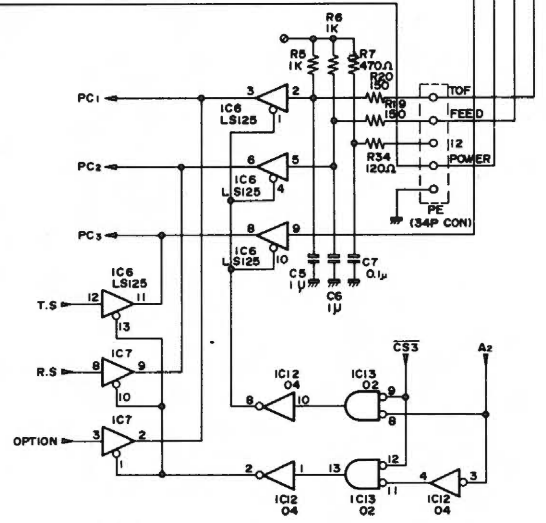 R6
1K
R5
1K
R7
470Ω
R20
150
R19
150
R34
120Ω
TOF
FEED
12
POWER
PE
(34P CON)
PC1
3
2
1
IC6
LS125
PC2
6
5
4
IC6
LS125
PC3
8
9
10
IC6
LS125
C5
1μ
C6
1μ
C7
0.1μ
IC6
LS125
T.S
12
11
13
R.S
8
IC7
9
10
OPTION
3
IC7
2
1
8
IC12
04
10
IC13
02
9
8
CS3
A2
2
1
IC12
04
13
IC13
02
12
11
4
3
IC12
04